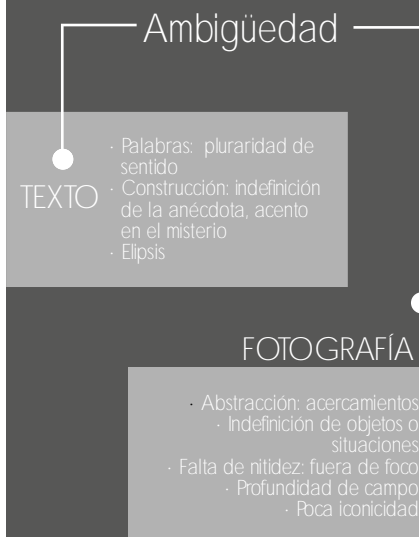 Ambigüedad
· Palabras: pluraridad de
sentido
TEXTO
· Construcción: indefinición
de la anécdota, acento
en el misterio
· Elipsis
FOTOGRAFÍA
· Abstracción: acercamientos
· Indefinición de objetos o
situaciones
· Falta de nitidez: fuera de foco
· Profundidad de campo
· Poca iconicidad